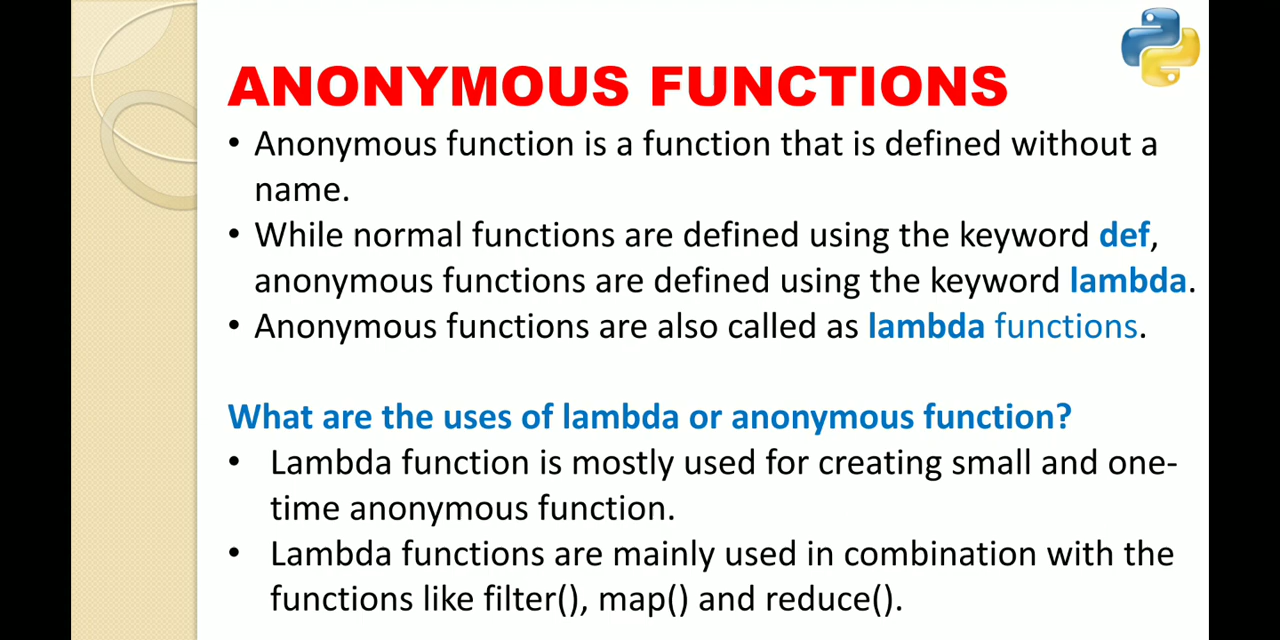 ANONYMOUS FUNCTIONS
• Anonymous function is a function that is defined without a
name.
• While normal functions are defined using the keyword def,
anonymous functions are defined using the keyword lambda.
• Anonymous functions are also called as lambda functions.
What are the uses of lambda or anonymous function?
• Lambda function is mostly used for creating small and one-
time anonymous function.
• Lambda functions are mainly used in combination with the
functions like filter(), map() and reduce().